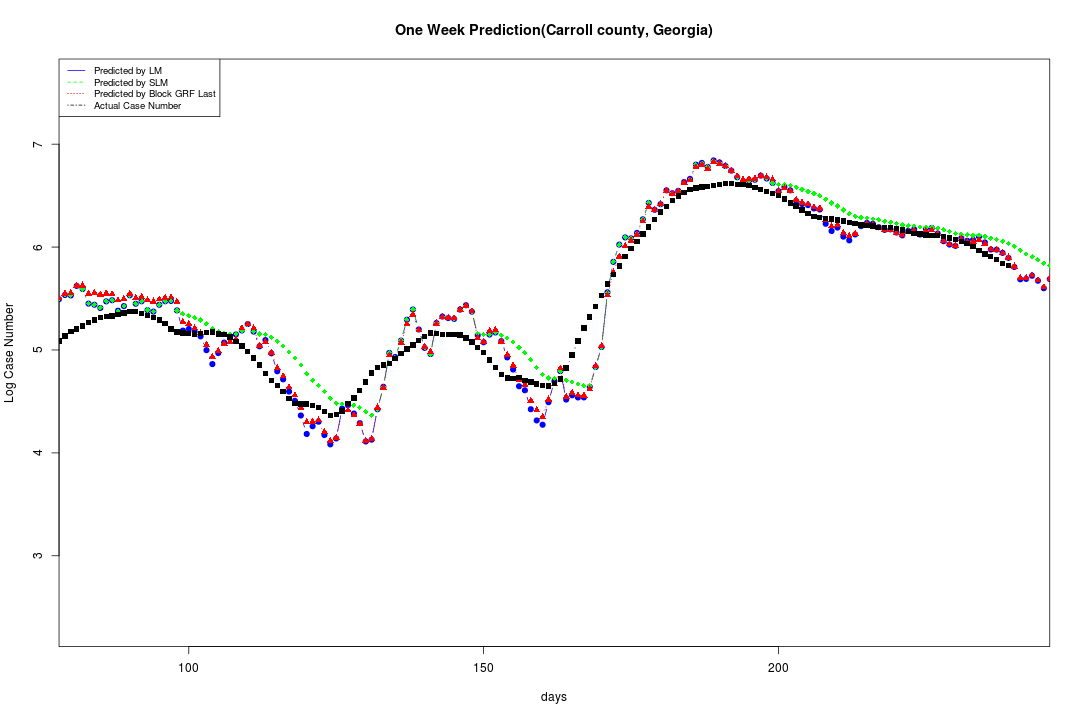 One Week Prediction(Carroll county, Georgia)
Predicted by LM
Predicted by SLM
Predicted by Block GRF Last
Actual Case Number
7
6
5
4
3
Log Case Number
100 150 200
days